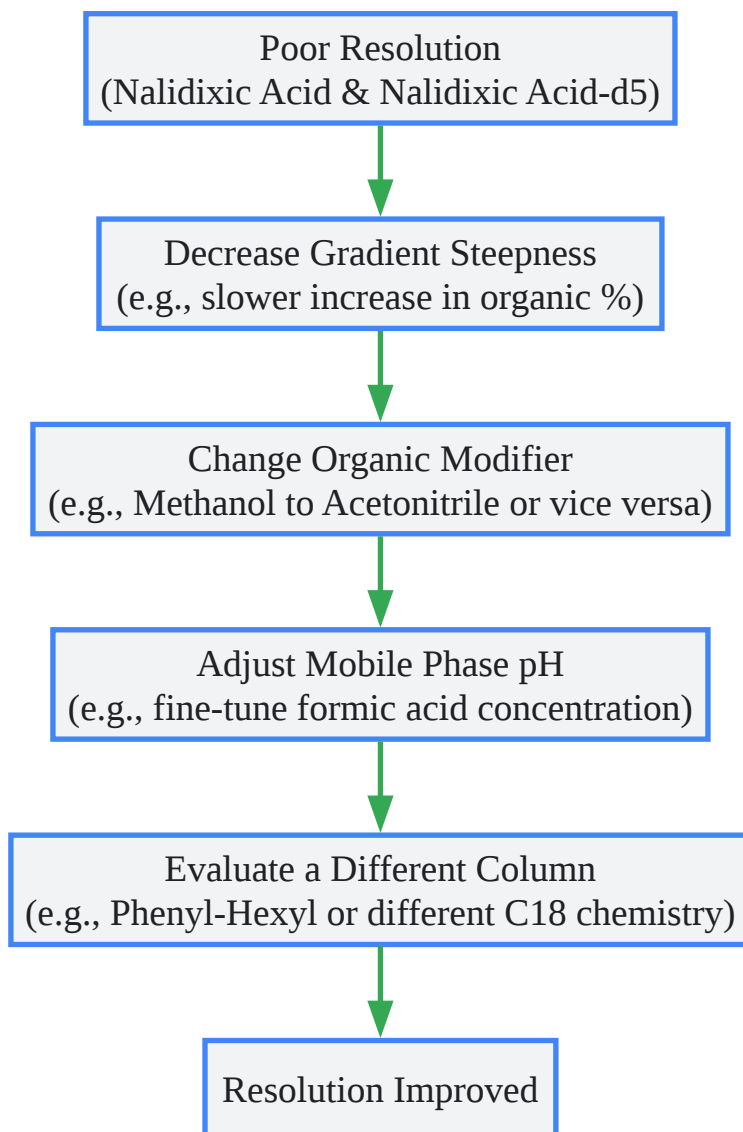 Poor Resolution
(Nalidixic Acid & Nalidixic Acid-d5)
Decrease Gradient Steepness
(e.g., slower increase in organic %)
Change Organic Modifier
(e.g., Methanol to Acetonitrile or vice versa)
Adjust Mobile Phase pH
(e.g., fine-tune formic acid concentration)
Evaluate a Different Column
(e.g., Phenyl-Hexyl or different C18 chemistry)
Resolution Improved